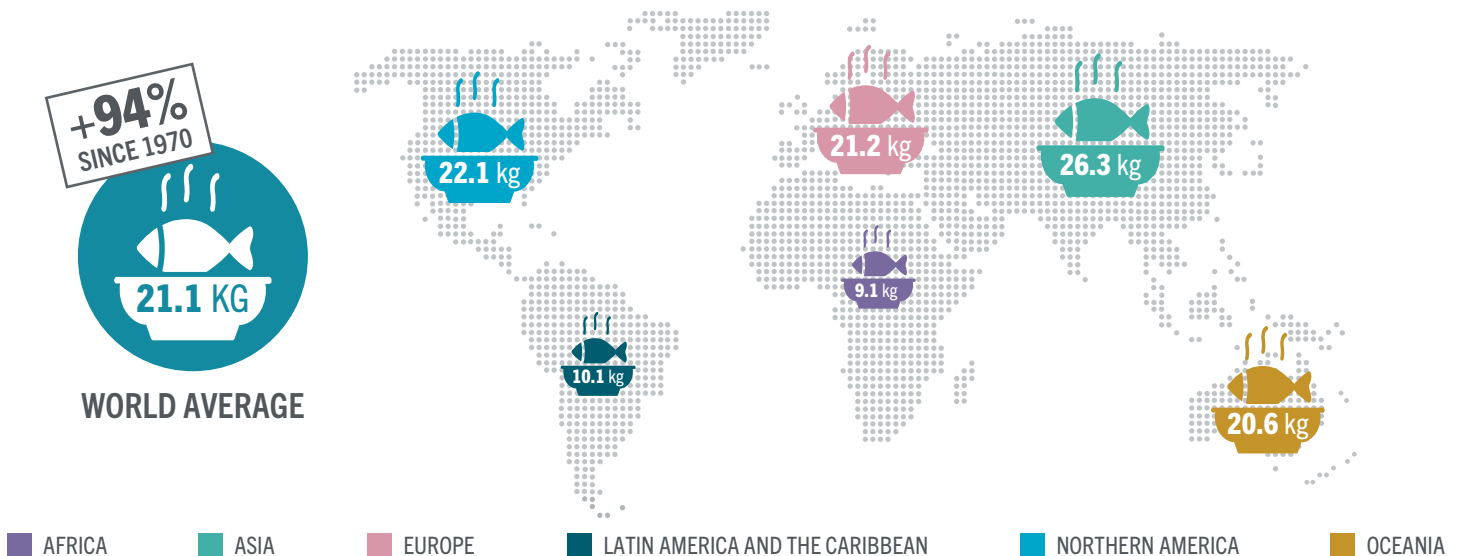 +94%
SINCE 1970
21.1 KG
WORLD AVERAGE
22.1 kg
21.2 kg
26.3 kg
9.1 kg
10.1 kg
20.6 kg
AFRICA
ASIA
EUROPE
LATIN AMERICA AND THE CARIBBEAN
NORTHERN AMERICA
OCEANIA